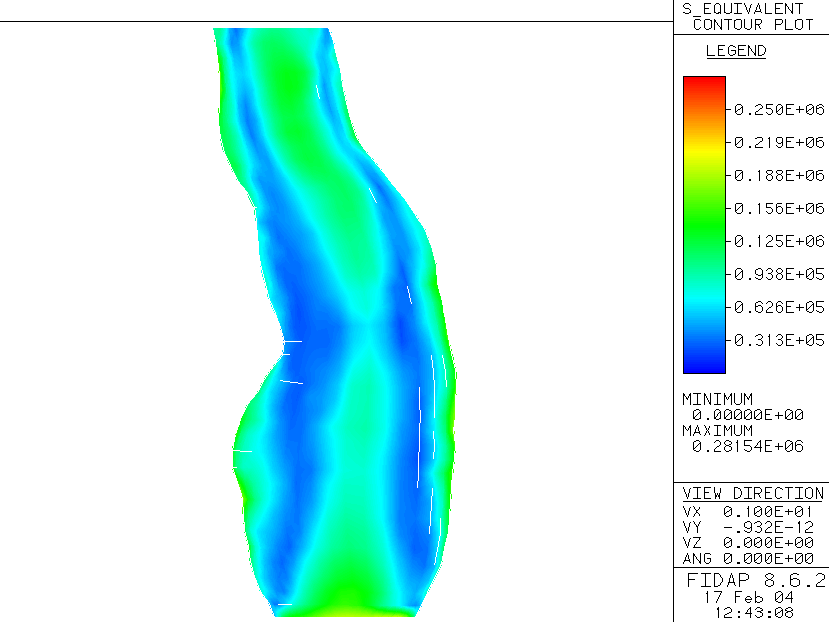 S_EQUIVALENT
CONTOUR PLOT
LEGEND
0.250E+06
0.219E+06
0.188E+06
0.156E+06
0.125E+06
0.938E+05
0.626E+05
0.313E+05
MINIMUM
0.00000E+00
MAXIMUM
0.28154E+06
VIEW DIRECTION
VX 0.100E+01
VY -.932E-12
VZ 0.000E+00
ANG 0.000E+00
FIDAP 8.6.2
17 Feb 04
12:43:08